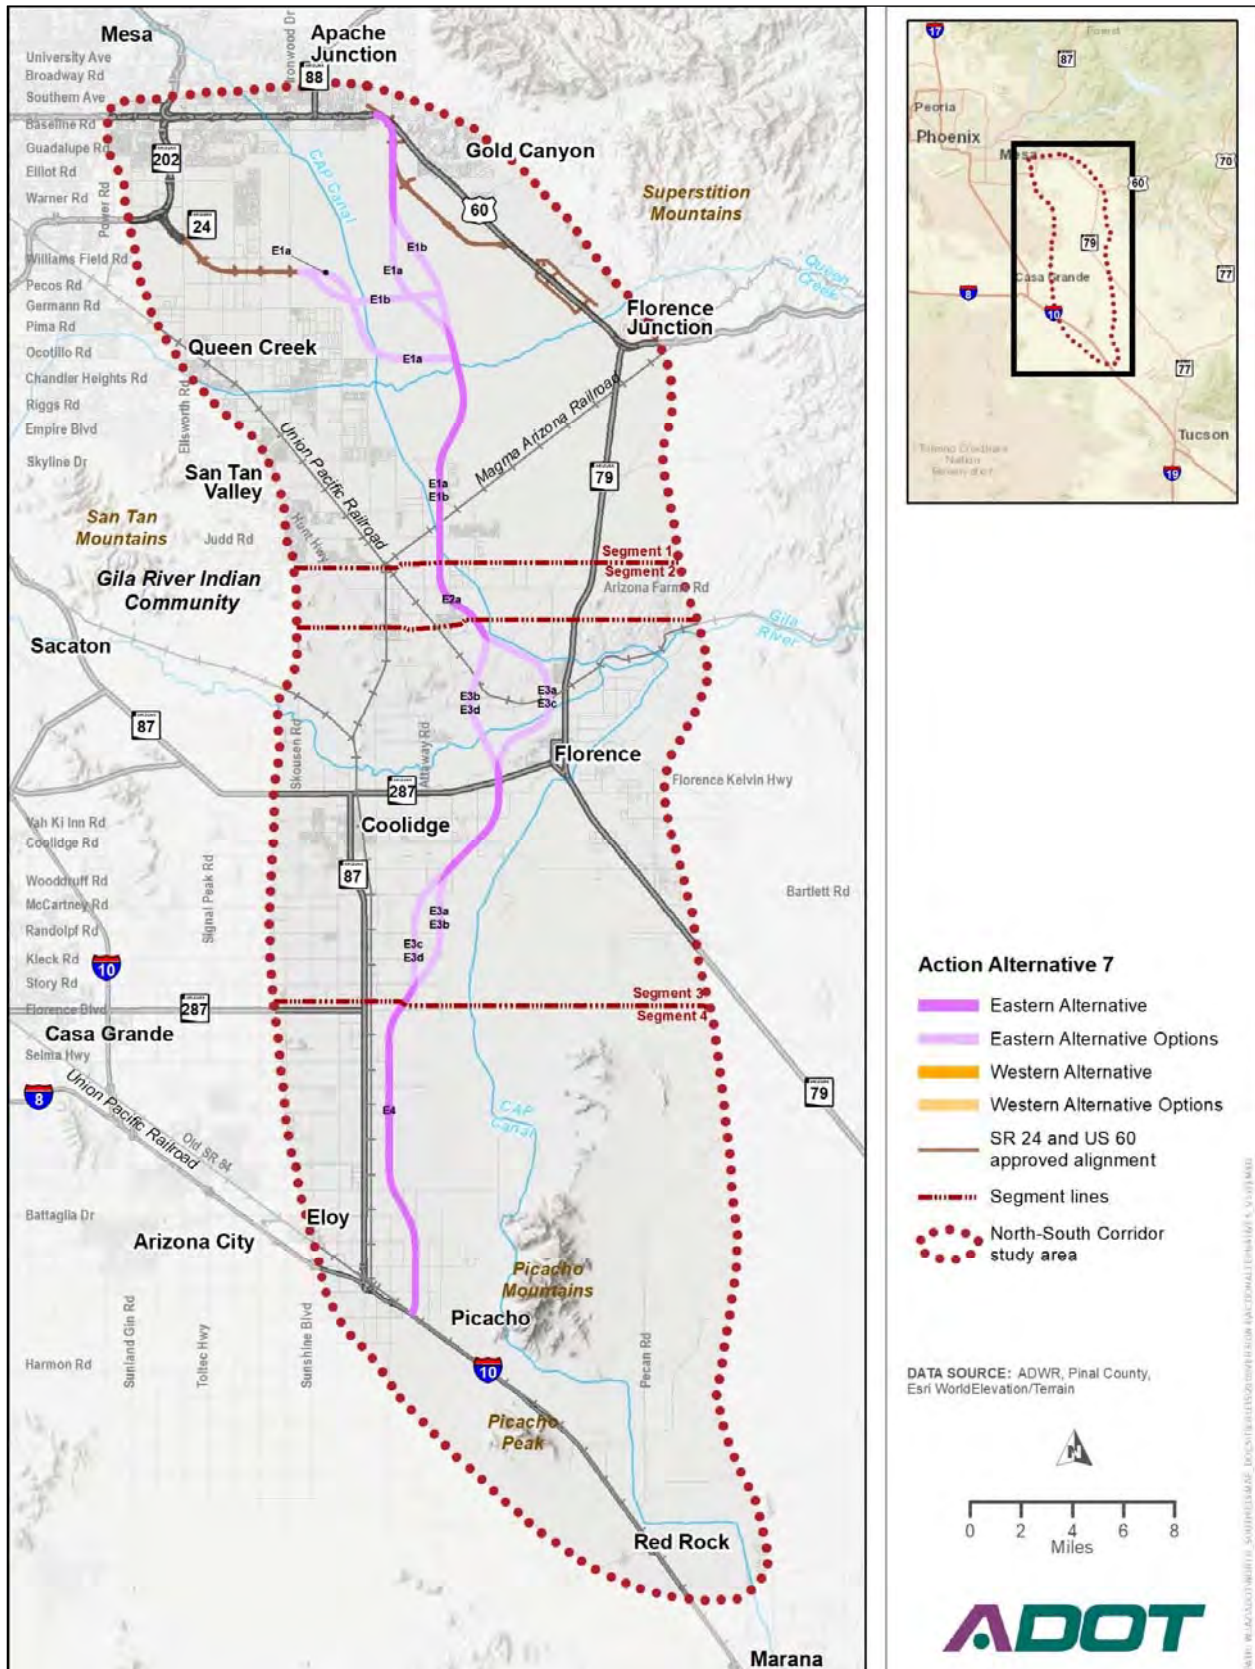 Mesa
Apache
Junction
Ironwood Dr
University Ave
Broadway Rd
Southern Ave
Baseline Rd
Guadalupe Rd
Elliot Rd
Warner Rd
Williams Field Rd
Pecos Rd
Germann Rd
Pima Rd
Ocotillo Rd
Chandler Heights Rd
Riggs Rd
Empire Blvd
Skyline Dr
88
202
24
Power Rd
CAP Canal
Gold Canyon
60
Superstition
Mountains
E1a
E1b
E1a
E1b
E1a
Queen Creek
Florence
Junction
Queen Creek
Ellsworth Rd
Union Pacific Railroad
Magma Arizona Railroad
79
San Tan
Valley
E1a
E1b
San Tan
Mountains
Judd Rd
Hunt Hwy
Segment 1
Segment 2
Arizona Farms Rd
Gila River Indian
Community
E2a
Gila
River
Sacaton
E3b
E3d
E3a
E3c
87
Skousen Rd
Attaway Rd
Florence
Florence Kelvin Hwy
287
Coolidge
Vah Ki Inn Rd
Coolidge Rd
Wooddruff Rd
McCartney Rd
Randolpf Rd
Kleck Rd
Story Rd
Florence Blvd
Signal Peak Rd
87
Bartlett Rd
E3a
E3b
E3c
E3d
10
Segment 3
Segment 4
287
Casa Grande
Selma Hwy
8
Union Pacific Railroad
Old SR 84
E4
CAP
Canal
79
Battaglia Dr
Eloy
Arizona City
Picacho
Mountains
Picacho
Sunland Gin Rd
Toltec Hwy
Sunshine Blvd
Pecan Rd
Harmon Rd
10
Picacho
Peak
Red Rock
Marana
17
87
Peoria
Phoenix
Mesa
70
60
79
Casa Grande
77
8
10
77
Tucson
19
Action Alternative 7
Eastern Alternative
Eastern Alternative Options
Western Alternative
Western Alternative Options
SR 24 and US 60
approved alignment
Segment lines
North-South Corridor
study area
DATA SOURCE: ADWR, Pinal County,
Esri WorldElevation/Terrain
N
0 2 4 6 8
Miles
ADOT